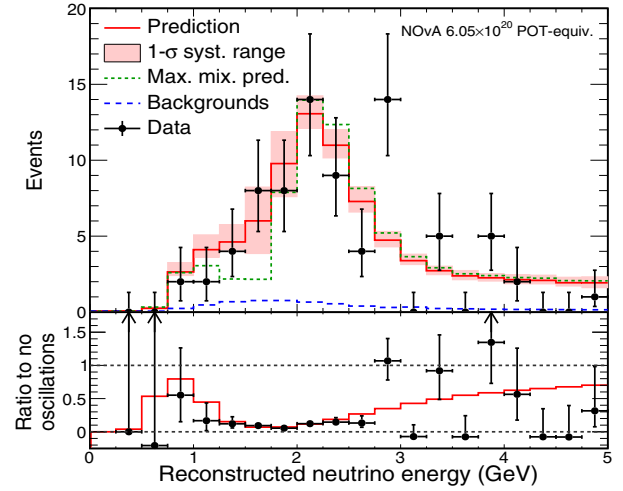 20
Prediction
NOvA 6.05×10²⁰ POT-equiv.
1-σ syst. range
Max. mix. pred.
15
Backgrounds
Data
10
Events
5
0
1.5
1
0.5
0
Ratio to no
oscillations
0 1 2 3 4 5
Reconstructed neutrino energy (GeV)